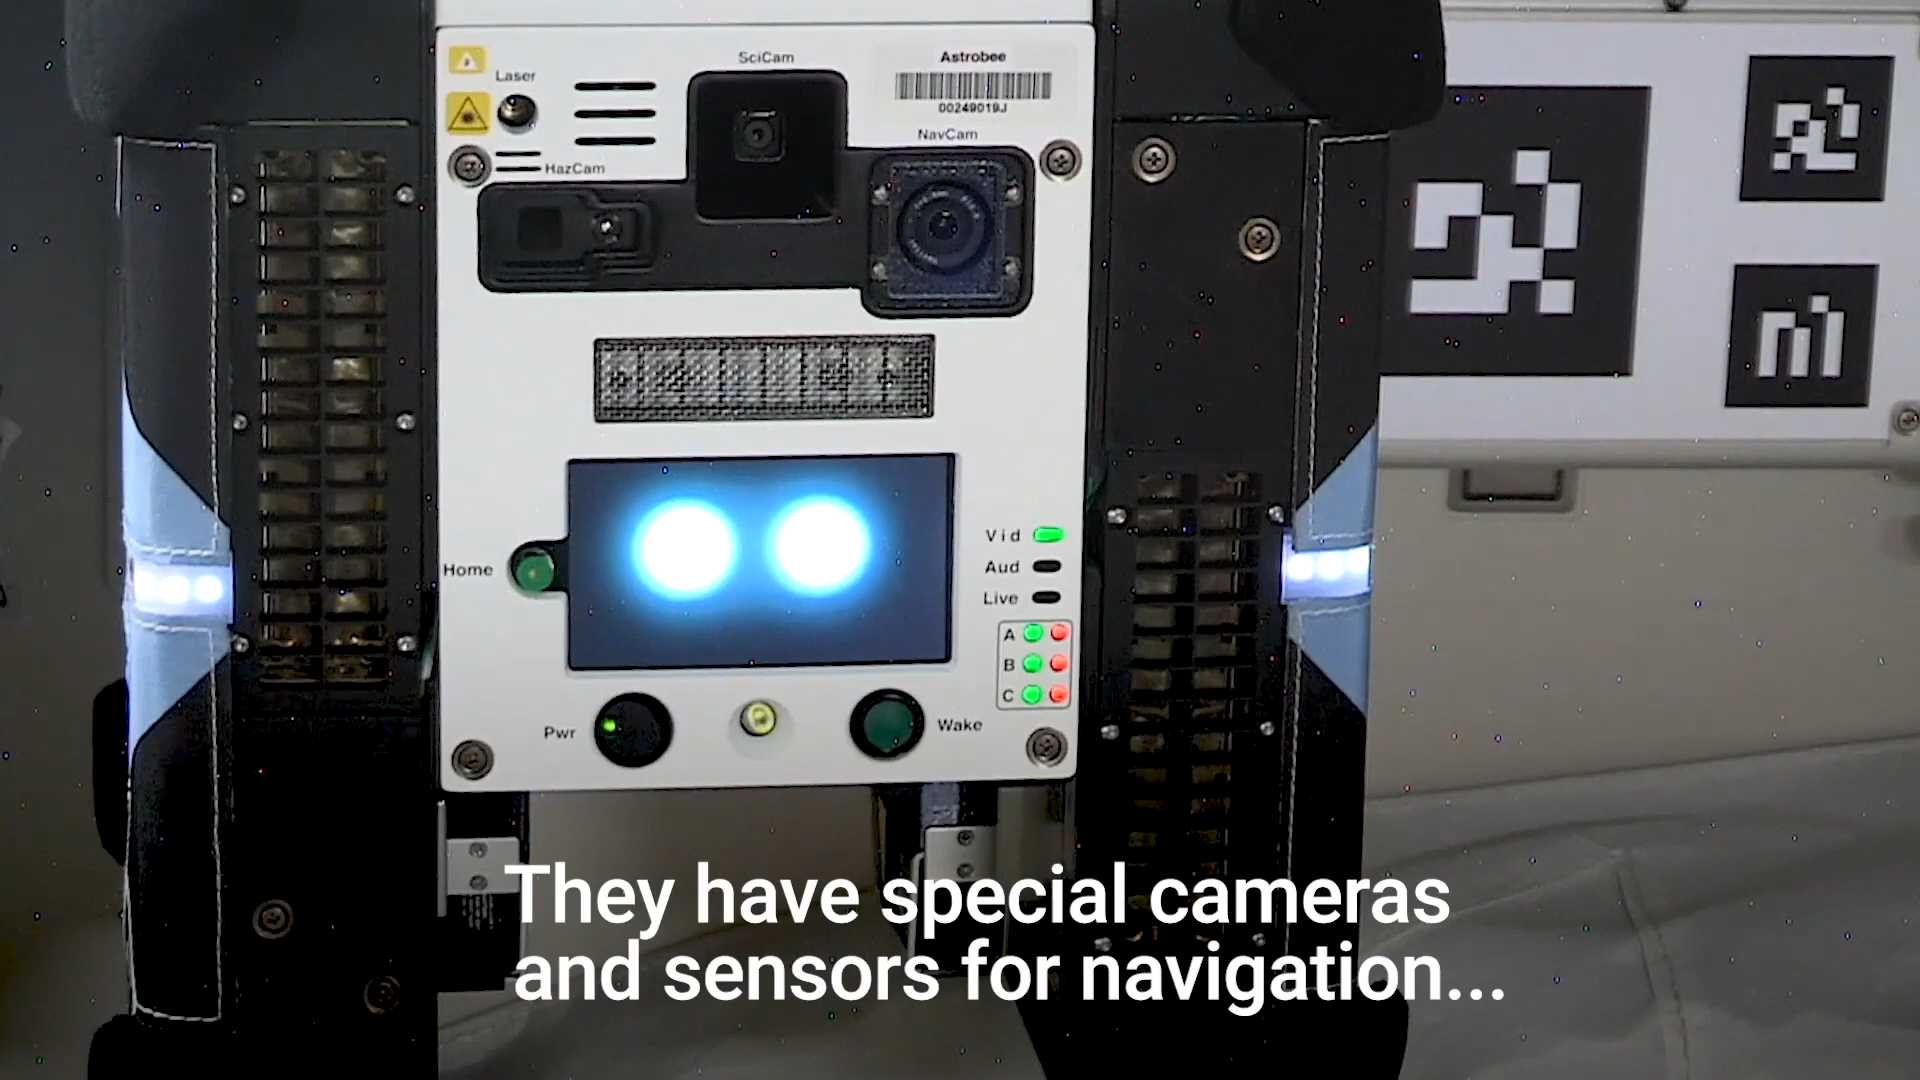 SciCam
Astrobee
Laser
00249019J
NavCam
HazCam
Vid
Aud
Home
Live
A
B
C
Pwr
Wake
They have special cameras
and sensors for navigation...